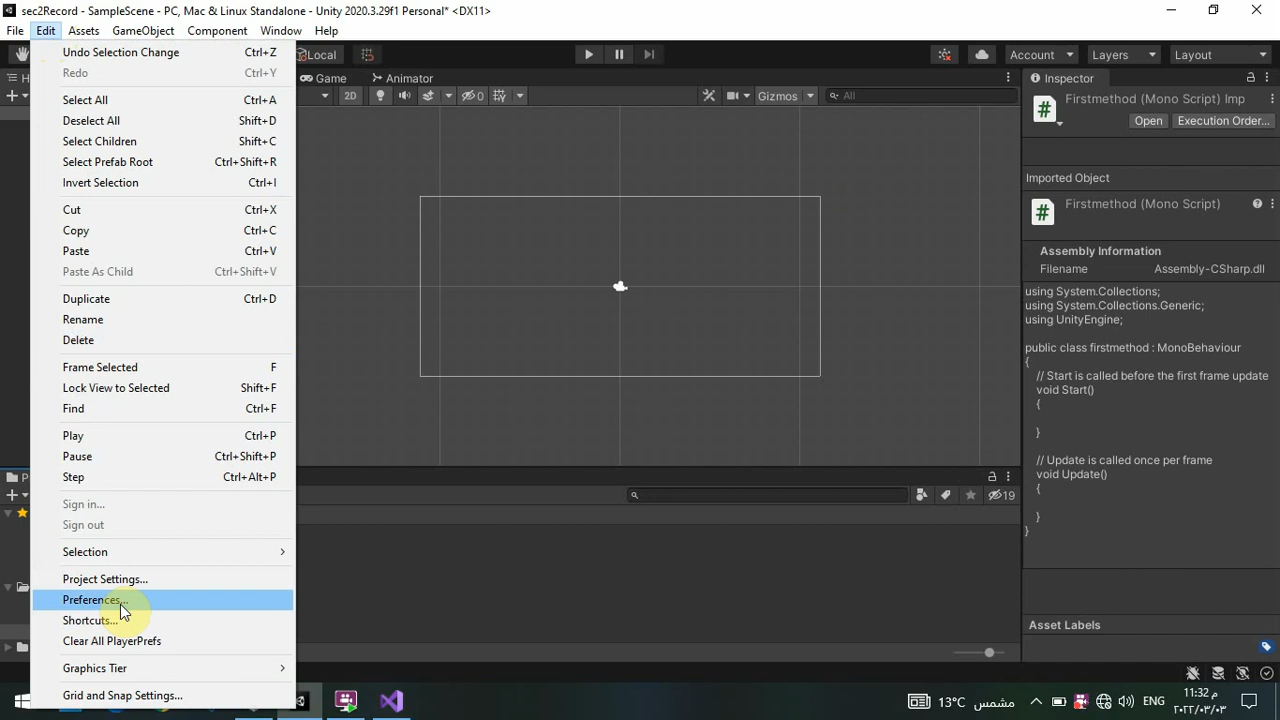 sec2Record - SampleScene - PC, Mac & Linux Standalone - Unity 2020.3.29f1 Personal* <DX11>
File Edit Assets GameObject Component Window Help
Undo Selection Change Ctrl+Z
Redo Ctrl+Y
Select All Ctrl+A
Deselect All Shift+D
Select Children Shift+C
Select Prefab Root Ctrl+Shift+R
Invert Selection Ctrl+I
Cut Ctrl+X
Copy Ctrl+C
Paste Ctrl+V
Paste As Child Ctrl+Shift+V
Duplicate Ctrl+D
Rename
Delete
Frame Selected F
Lock View to Selected Shift+F
Find Ctrl+F
Play Ctrl+P
Pause Ctrl+Shift+P
Step Ctrl+Alt+P
Sign in...
Sign out
Selection
Project Settings...
Preferences...
Shortcuts...
Clear All PlayerPrefs
Graphics Tier
Grid and Snap Settings...
Local
Account
Layers
Layout
Game
Animator
2D
0
Gizmos
All
19
Inspector
Firstmethod (Mono Script) Imp
Open
Execution Order...
Imported Object
Firstmethod (Mono Script)
Assembly Information
Filename Assembly-CSharp.dll
using System.Collections;
using System.Collections.Generic;
using UnityEngine;
public class firstmethod : MonoBehaviour
{
// Start is called before the first frame update
void Start()
{
}
// Update is called once per frame
void Update()
{
}
}
Asset Labels
13°C مشمس
ENG
11:32 م
٢٠٢٢/٠٣/٠٣